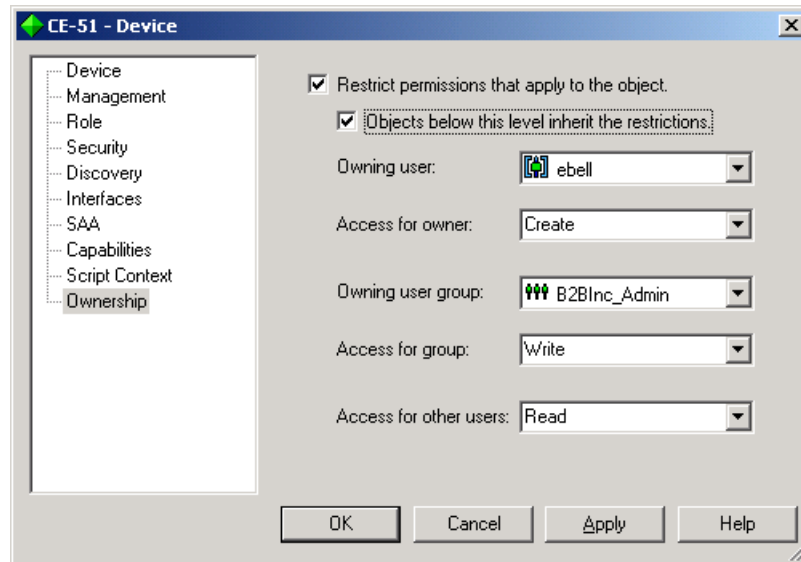 CE-51 - Device
Device
Management
Role
Security
Discovery
Interfaces
SAA
Capabilities
Script Context
Ownership
Restrict permissions that apply to the object.
Objects below this level inherit the restrictions.
Owning user: ebell
Access for owner: Create
Owning user group: B2BInc_Admin
Access for group: Write
Access for other users: Read
OK Cancel Apply Help